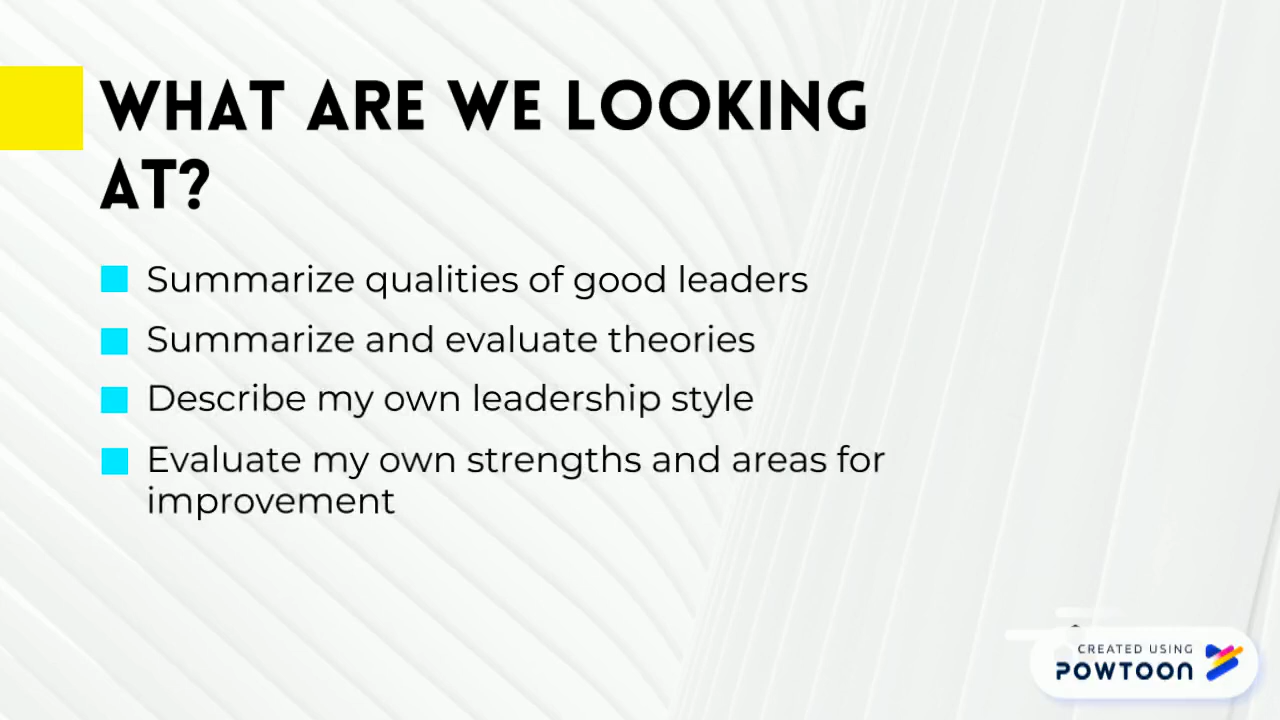 WHAT ARE WE LOOKING
AT?
Summarize qualities of good leaders
Summarize and evaluate theories
Describe my own leadership style
Evaluate my own strengths and areas for
improvement
CREATED USING
POWTOON